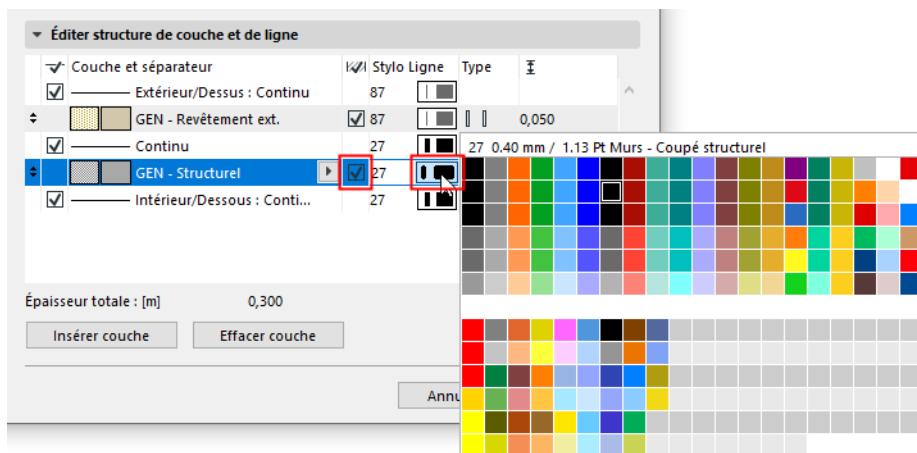 Éditer structure de couche et de ligne
Couche et séparateur Stylo Ligne Type
Extérieur/Dessus : Continu 87
GEN - Revêtement ext. 87 0,050
Continu 27
27 0.40 mm / 1.13 Pt Murs - Coupé structurel
GEN - Structurel 27
Intérieur/Dessous : Conti... 27
Épaisseur totale : [m] 0,300
Insérer couche Effacer couche
Annu